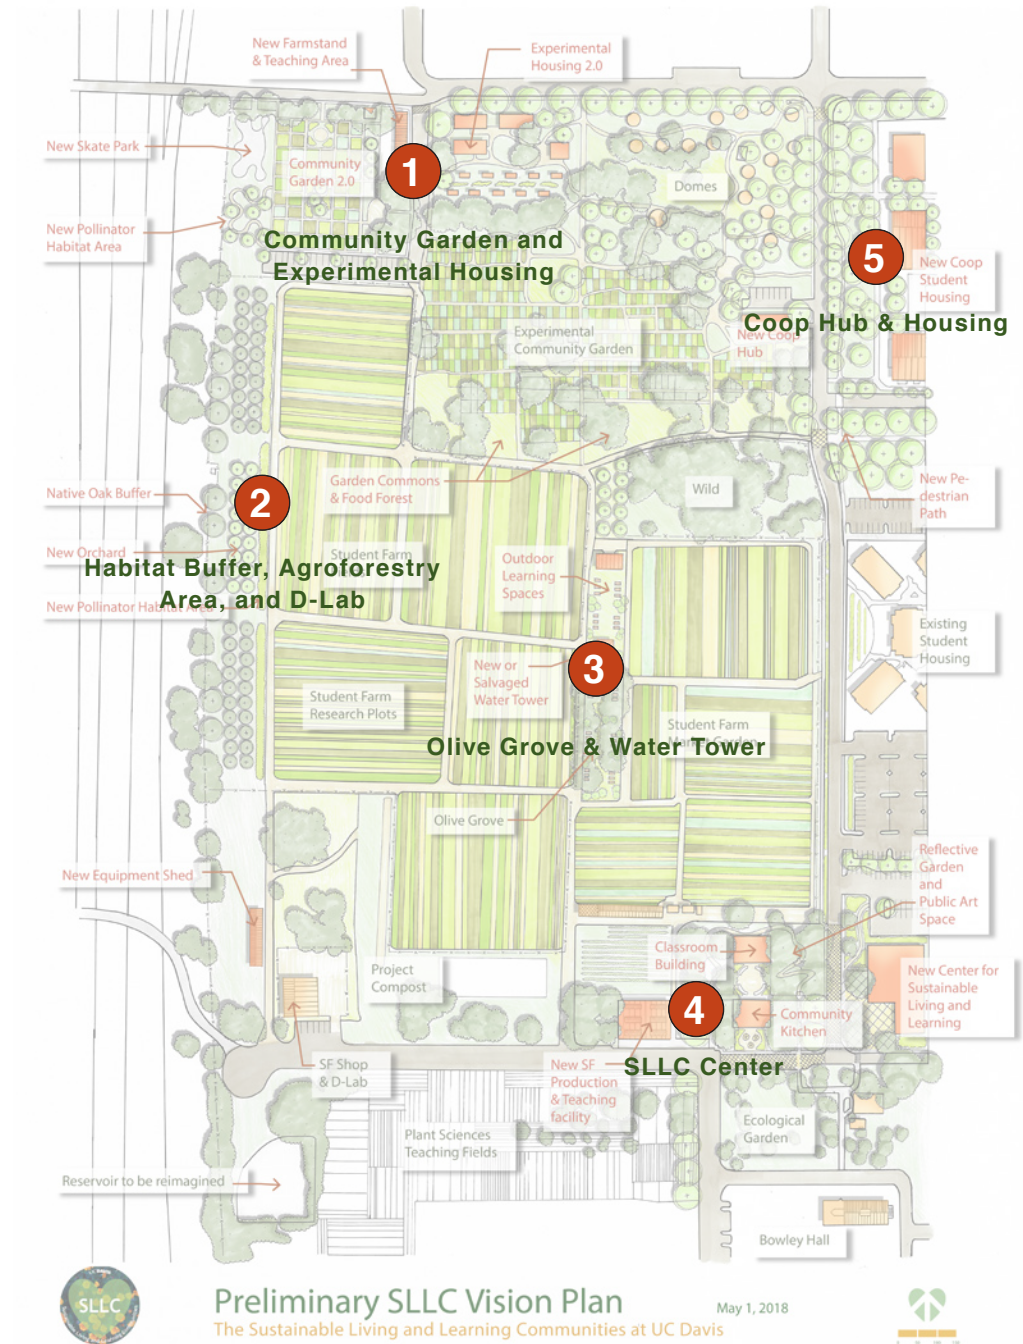 New Farmstand
& Teaching Area
Experimental
Housing 2.0
New Skate Park
Community
Garden 2.0
1
Domes
New Pollinator
Habitat Area
Community Garden and
Experimental Housing
5
New Coop
Student
Housing
Coop Hub & Housing
New Coop
Hub
Experimental
Community Garden
Native Oak Buffer
2
Garden Commons
& Food Forest
Wild
New Pe-
destrian
Path
New Orchard
Student Farm
Habitat Buffer, Agroforestry
Area, and D-Lab
New Pollinator Habitat Area
Outdoor
Learning
Spaces
Existing
Student
Housing
New or
Salvaged
Water Tower
3
Student Farm
Research Plots
Student Farm
Market Garden
Olive Grove & Water Tower
Olive Grove
New Equipment Shed
Reflective
Garden
and
Public Art
Space
Classroom
Building
Project
Compost
New Center for
Sustainable
Living and
Learning
4
Community
Kitchen
SLLC Center
SF Shop
& D-Lab
New SF
Production
& Teaching
facility
Plant Sciences
Teaching Fields
Ecological
Garden
Reservoir to be reimagined
Bowley Hall
SLLC
Preliminary SLLC Vision Plan
May 1, 2018
The Sustainable Living and Learning Communities at UC Davis